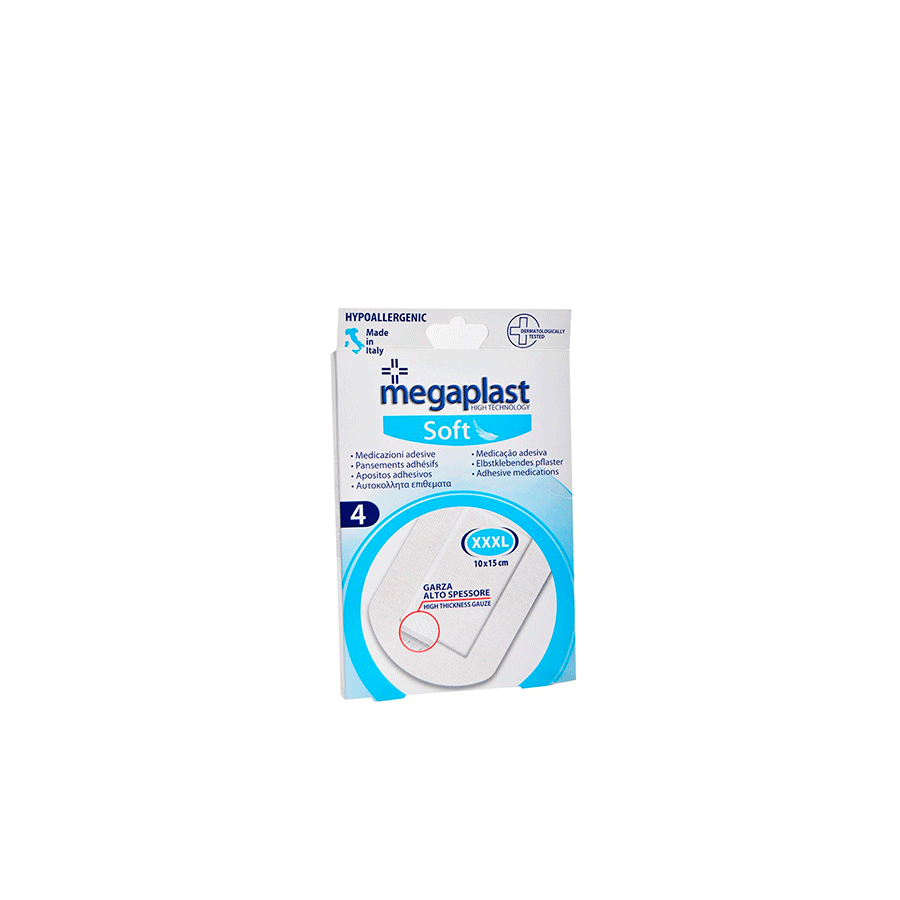 HYPOALLERGENIC
Made
in
Italy
DERMATOLOGICALLY
TESTED
megaplast
HIGH TECHNOLOGY
Soft
• Medicazioni adesive
• Pansements adhésifs
• Apositos adhesivos
• Αυτοκολλητα επιθεματα
• Medicação adesiva
• Elbstklebendes pflaster
• Adhesive medications
4
XXXL
10x15 cm
GARZA
ALTO SPESSORE
HIGH THICKNESS GAUZE